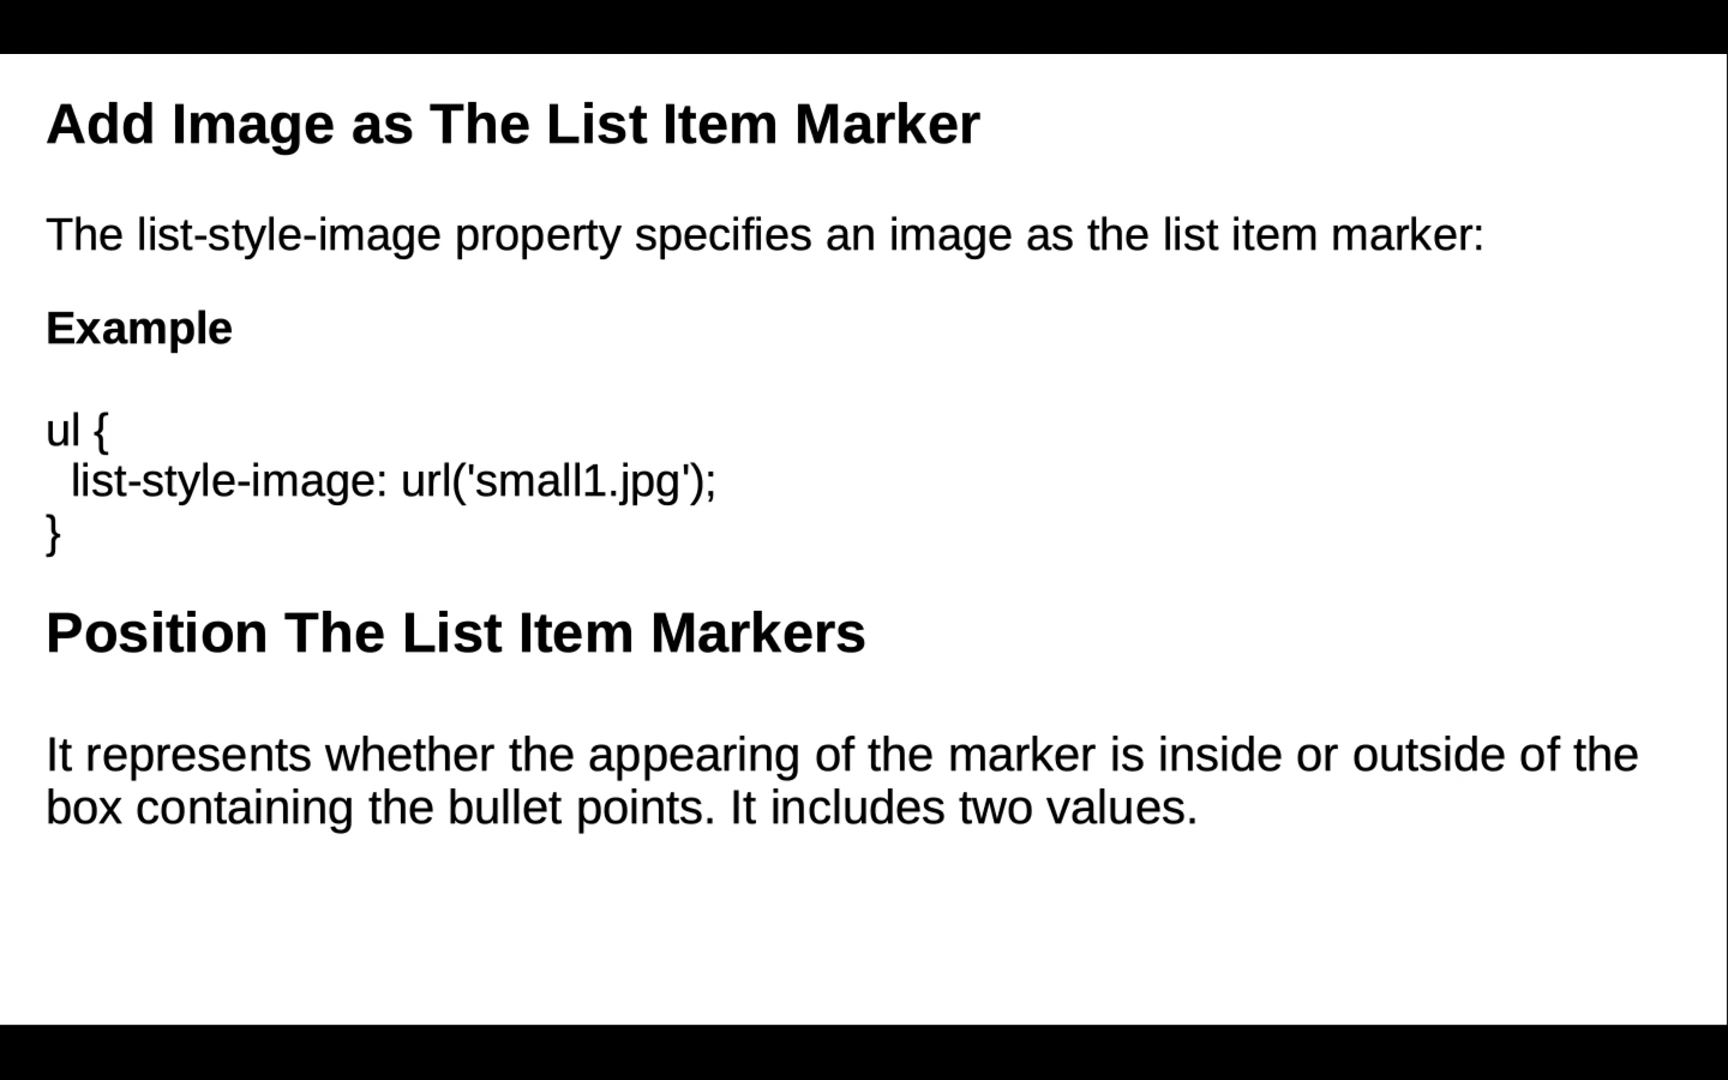 Add Image as The List Item Marker
The list-style-image property specifies an image as the list item marker:
Example
ul {
  list-style-image: url('small1.jpg');
}
Position The List Item Markers
It represents whether the appearing of the marker is inside or outside of the
box containing the bullet points. It includes two values.